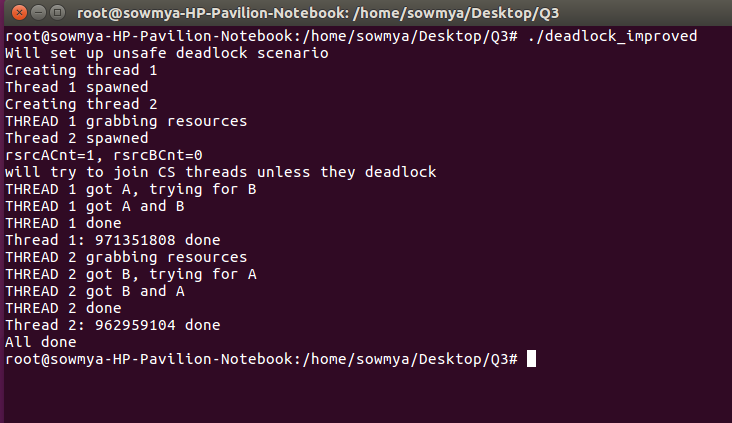 root@sowmya-HP-Pavilion-Notebook: /home/sowmya/Desktop/Q3
root@sowmya-HP-Pavilion-Notebook:/home/sowmya/Desktop/Q3# ./deadlock_improved
Will set up unsafe deadlock scenario
Creating thread 1
Thread 1 spawned
Creating thread 2
THREAD 1 grabbing resources
Thread 2 spawned
rsrcACnt=1, rsrcBCnt=0
will try to join CS threads unless they deadlock
THREAD 1 got A, trying for B
THREAD 1 got A and B
THREAD 1 done
Thread 1: 971351808 done
THREAD 2 grabbing resources
THREAD 2 got B, trying for A
THREAD 2 got B and A
THREAD 2 done
Thread 2: 962959104 done
All done
root@sowmya-HP-Pavilion-Notebook:/home/sowmya/Desktop/Q3#